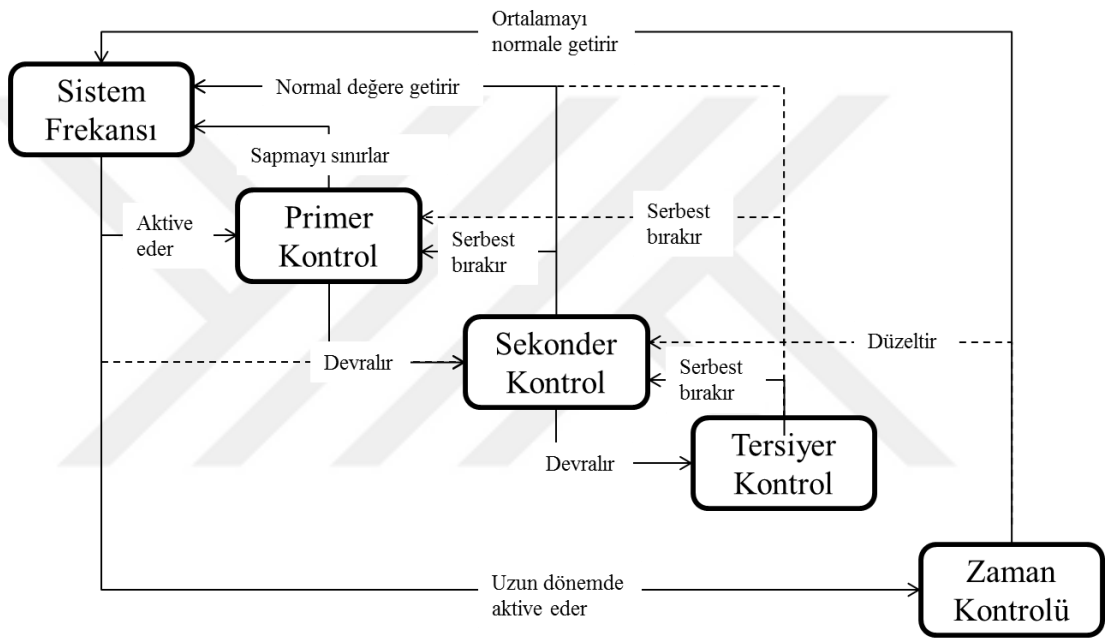 Ortalamayı
normale getirir
Sistem
Frekansı
Normal değere getirir
Sapmayı sınırlar
Aktive
eder
Primer
Kontrol
Serbest
bırakır
Serbest
bırakır
Devralır
Sekonder
Kontrol
Düzeltir
Serbest
bırakır
Devralır
Tersiyer
Kontrol
Uzun dönemde
aktive eder
Zaman
Kontrolü